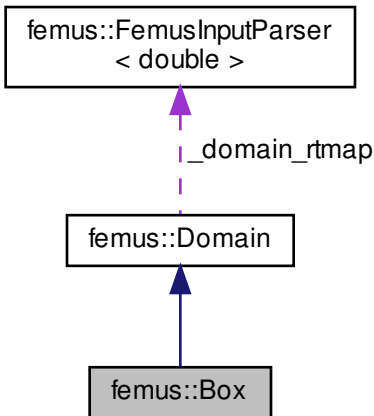 femus::FemusInputParser
< double >
_domain_rtmap
femus::Domain
femus::Box